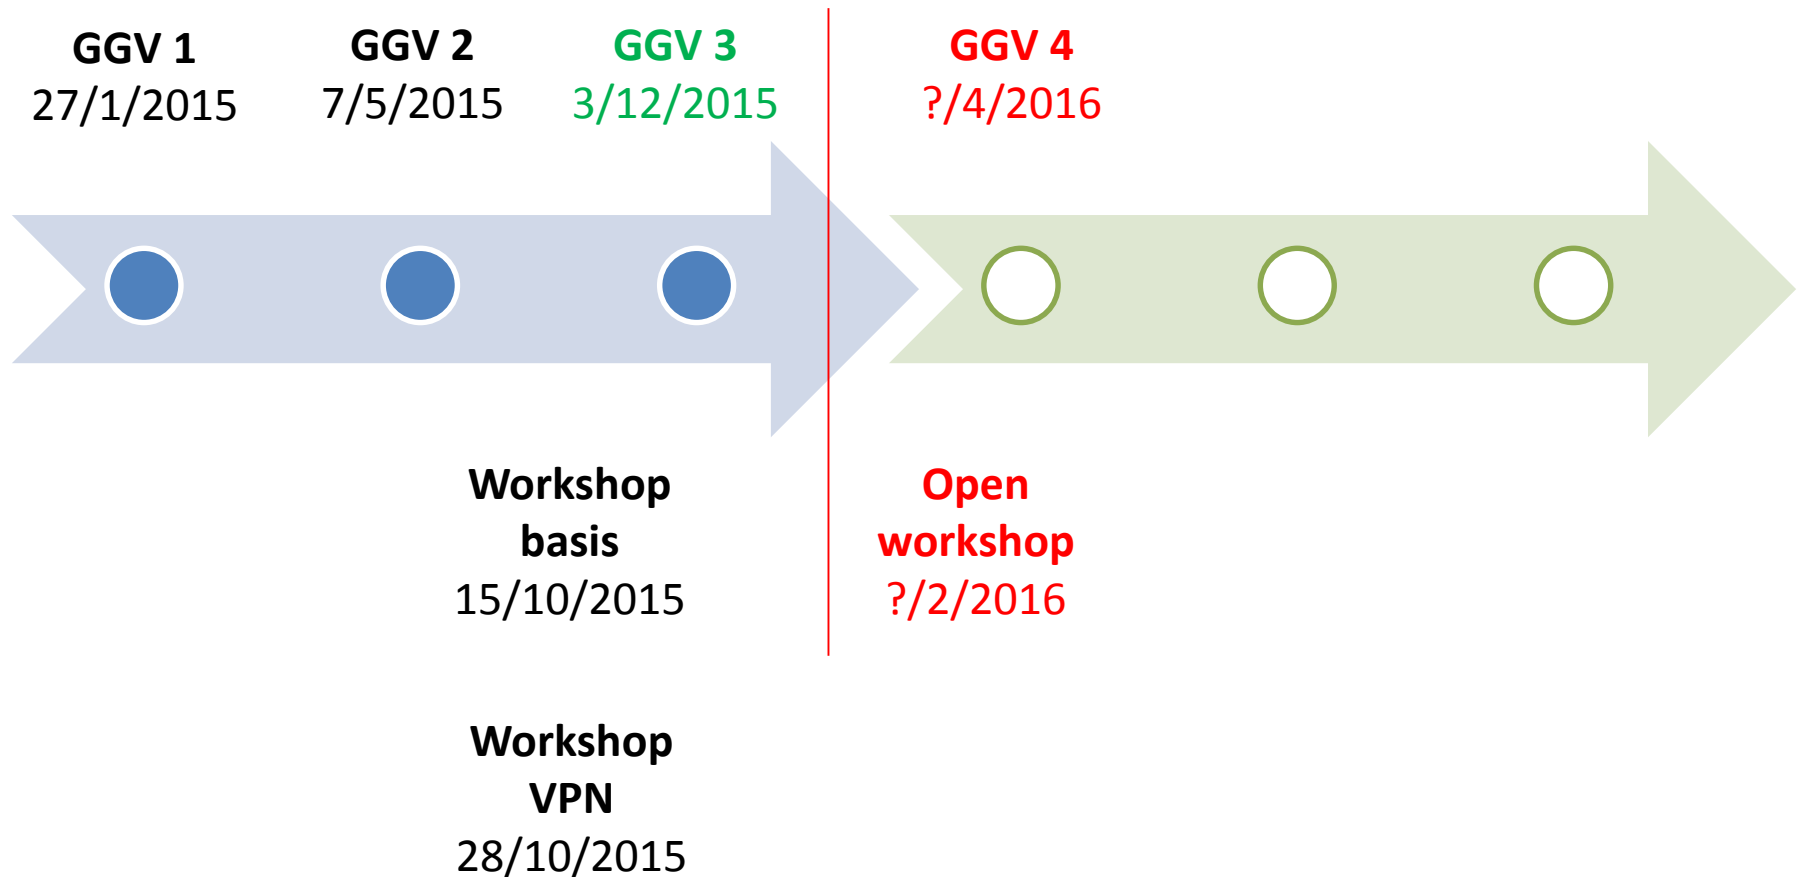 GGV 1
27/1/2015
GGV 2
7/5/2015
GGV 3
3/12/2015
GGV 4
?/4/2016
Workshop
basis
15/10/2015
Open
workshop
?/2/2016
Workshop
VPN
28/10/2015